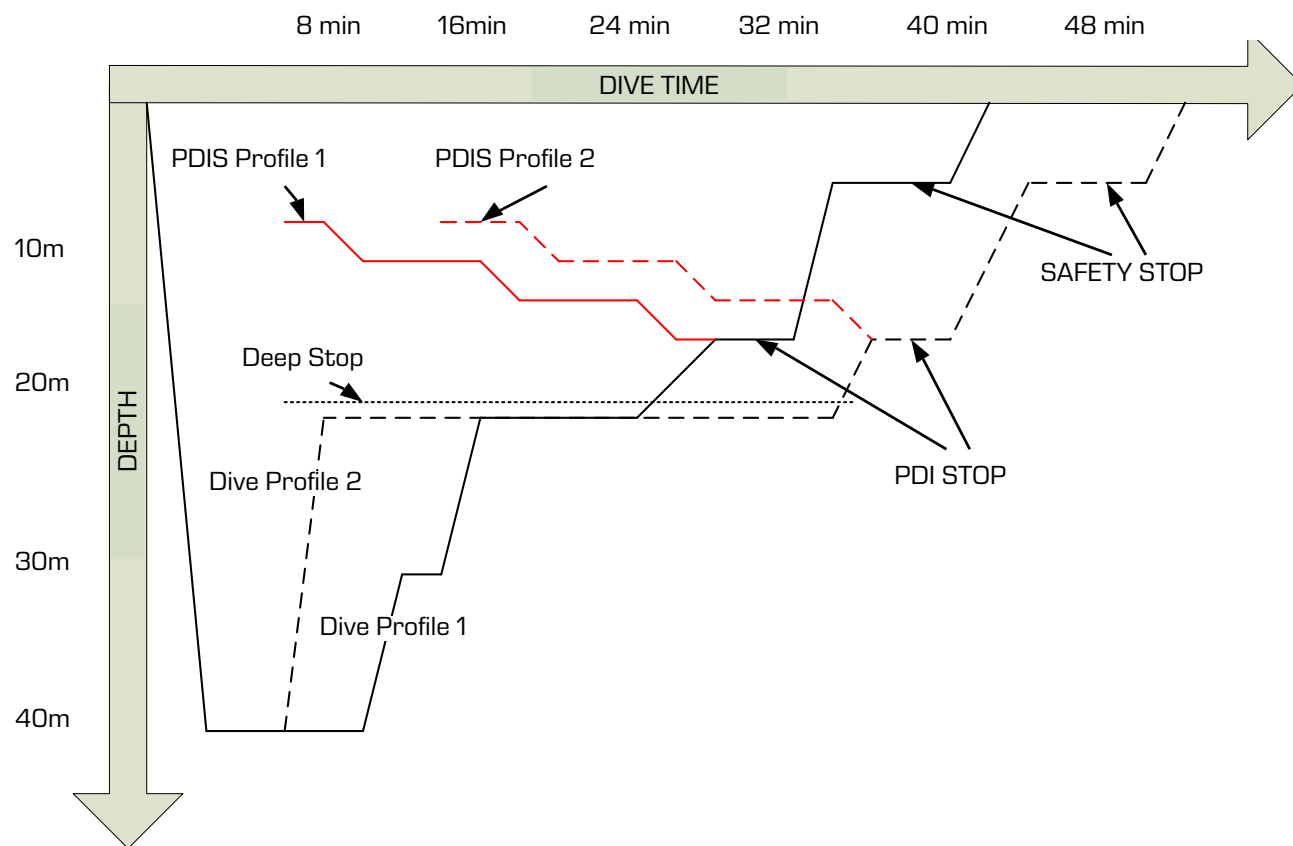 8 min 16min 24 min 32 min 40 min 48 min
DIVE TIME
PDIS Profile 1 PDIS Profile 2
10m
SAFETY STOP
Deep Stop
20m
DEPTH
Dive Profile 2
PDI STOP
30m
Dive Profile 1
40m